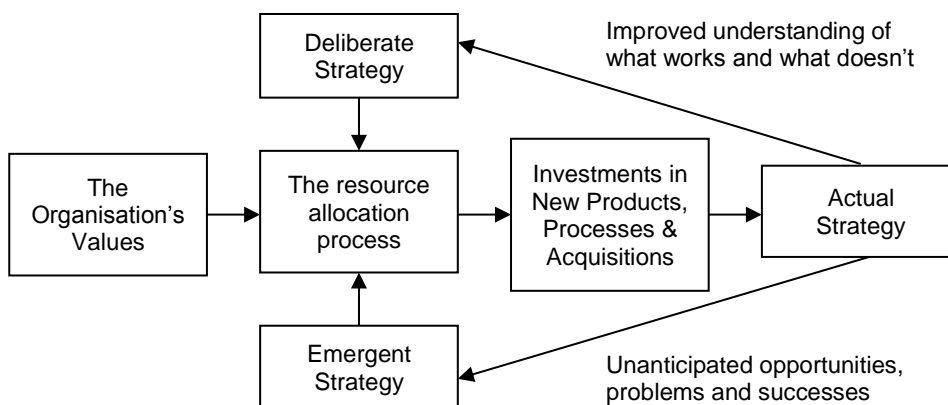 Deliberate
Strategy
Improved understanding of
what works and what doesn’t
The
Organisation’s
Values
The resource
allocation
process
Investments in
New Products,
Processes &
Acquisitions
Actual
Strategy
Emergent
Strategy
Unanticipated opportunities,
problems and successes